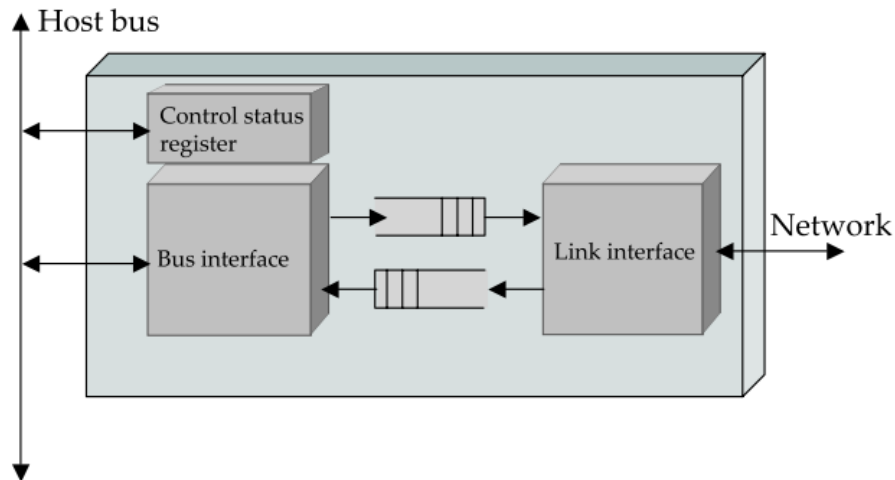 Host bus
Control status
register
Bus interface
Link interface
Network